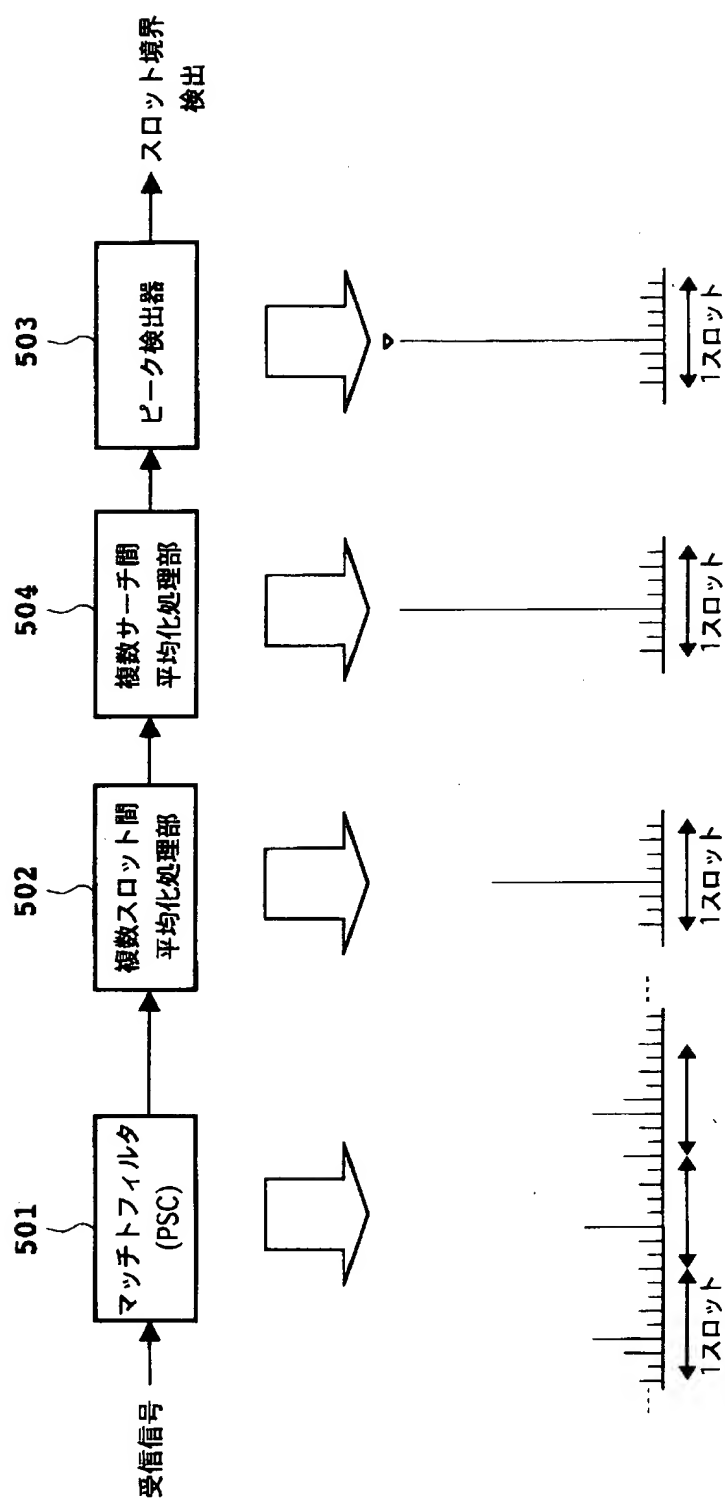 受信信号
501
マッチトフィルタ
(PSC)
502
複数スロット間
平均化処理部
504
複数サーチ間
平均化処理部
503
ピーク検出器
スロット境界
検出
1スロット
1スロット
1スロット
1スロット